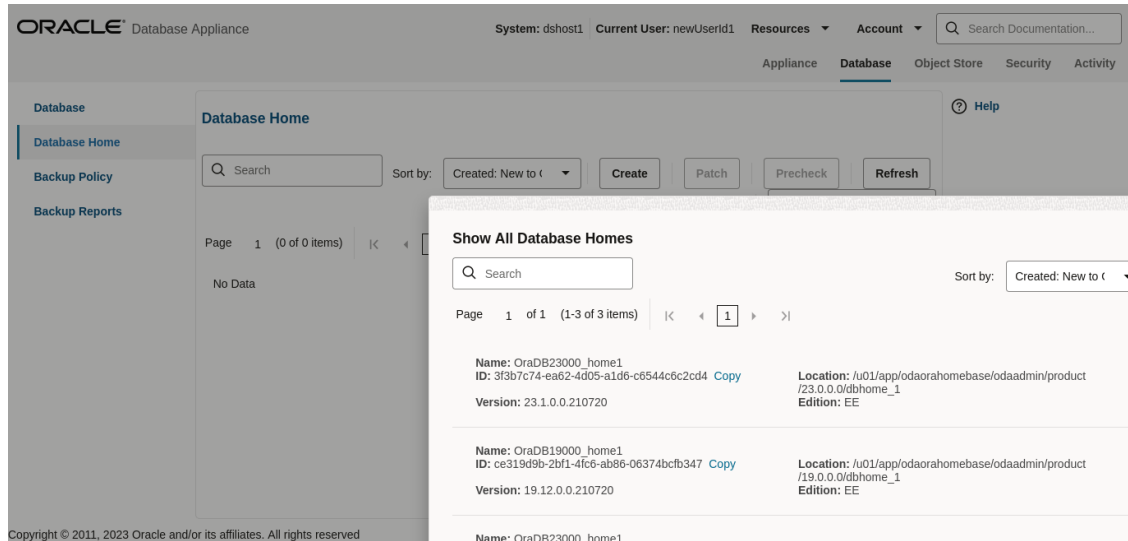 ORACLE® Database Appliance
System: dshost1 Current User: newUserId1 Resources Account Search Documentation...
Appliance Database Object Store Security Activity
Database
Database Home
Backup Policy
Backup Reports
Database Home
Help
Search
Sort by: Created: New to Create Patch Precheck Refresh
Page 1 (0 of 0 items)
No Data
Show All Database Homes
Search
Sort by: Created: New to
Page 1 of 1 (1-3 of 3 items) 1
Name: OraDB23000_home1
ID: 3f3b7c74-ea62-4d05-a1d6-c6544c6c2cd4 Copy
Version: 23.1.0.0.210720
Location: /u01/app/odaorahomebase/odaadmin/product
/23.0.0.0/dbhome_1
Edition: EE
Name: OraDB19000_home1
ID: ce319d9b-2bf1-4fc6-ab86-06374bcfb347 Copy
Version: 19.12.0.0.210720
Location: /u01/app/odaorahomebase/odaadmin/product
/19.0.0.0/dbhome_1
Edition: EE
Name: OraDB23000_home1
Copyright © 2011, 2023 Oracle and/or its affiliates. All rights reserved